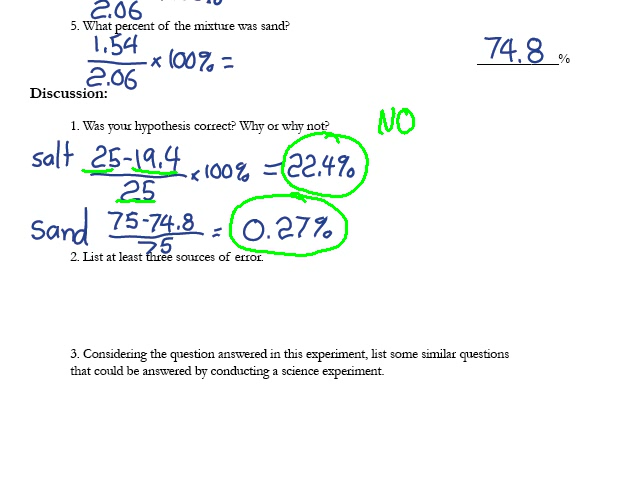 2.06
5. What percent of the mixture was sand?
1.54
2.06 × 100% =
74.8 %
Discussion:
1. Was your hypothesis correct? Why or why not?
NO
salt 25-19.4
25 × 100% = 22.4%
sand 75-74.8
75 = 0.27%
2. List at least three sources of error.
3. Considering the question answered in this experiment, list some similar questions
that could be answered by conducting a science experiment.